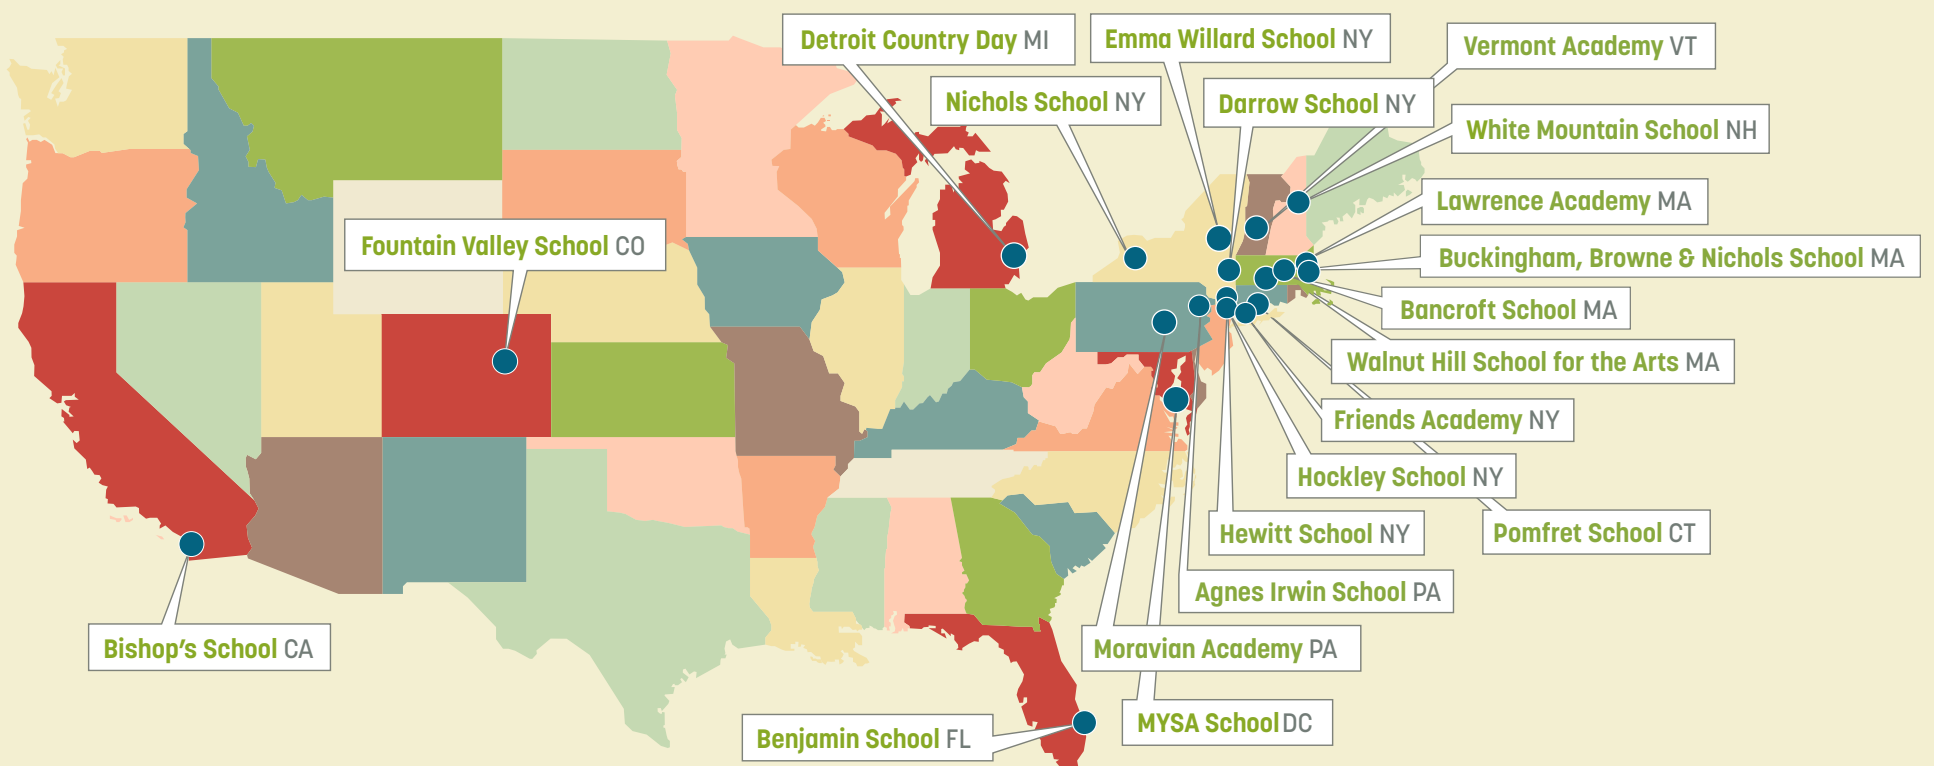 Detroit Country Day MI
Emma Willard School NY
Vermont Academy VT
Nichols School NY
Darrow School NY
White Mountain School NH
Lawrence Academy MA
Fountain Valley School CO
Buckingham, Browne & Nichols School MA
Bancroft School MA
Walnut Hill School for the Arts MA
Friends Academy NY
Hockley School NY
Hewitt School NY
Pomfret School CT
Agnes Irwin School PA
Bishop's School CA
Moravian Academy PA
MYSA School DC
Benjamin School FL